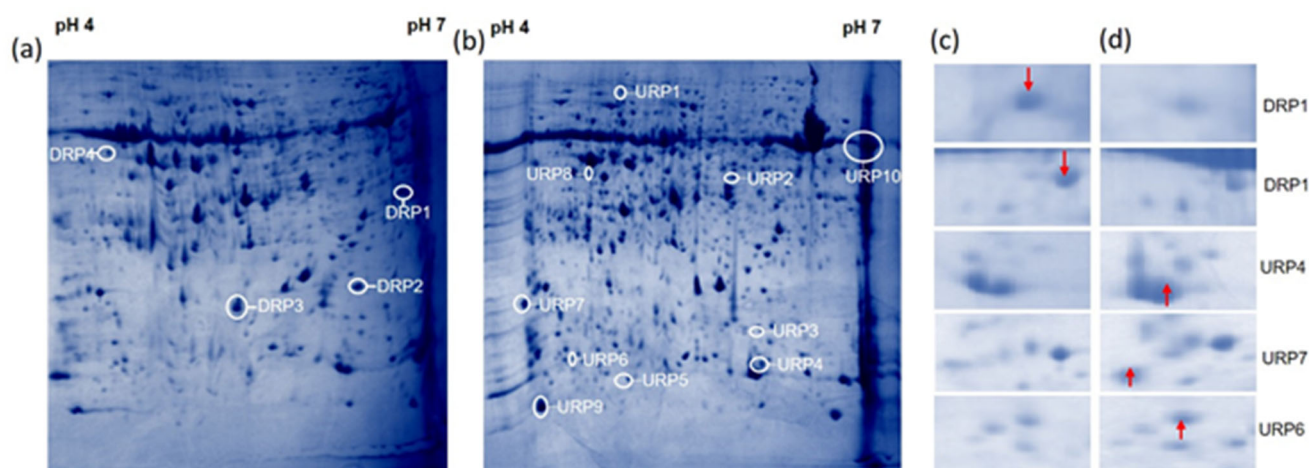 pH 4 pH 7 pH 4 pH 7
(a) (b) (c) (d)
URP1
DRP1
DRP4
URP8 URP2 URP10
DRP1
DRP1
DRP2
DRP3
URP4
URP7
URP3
URP6 URP4
URP5
URP7
URP9
URP6